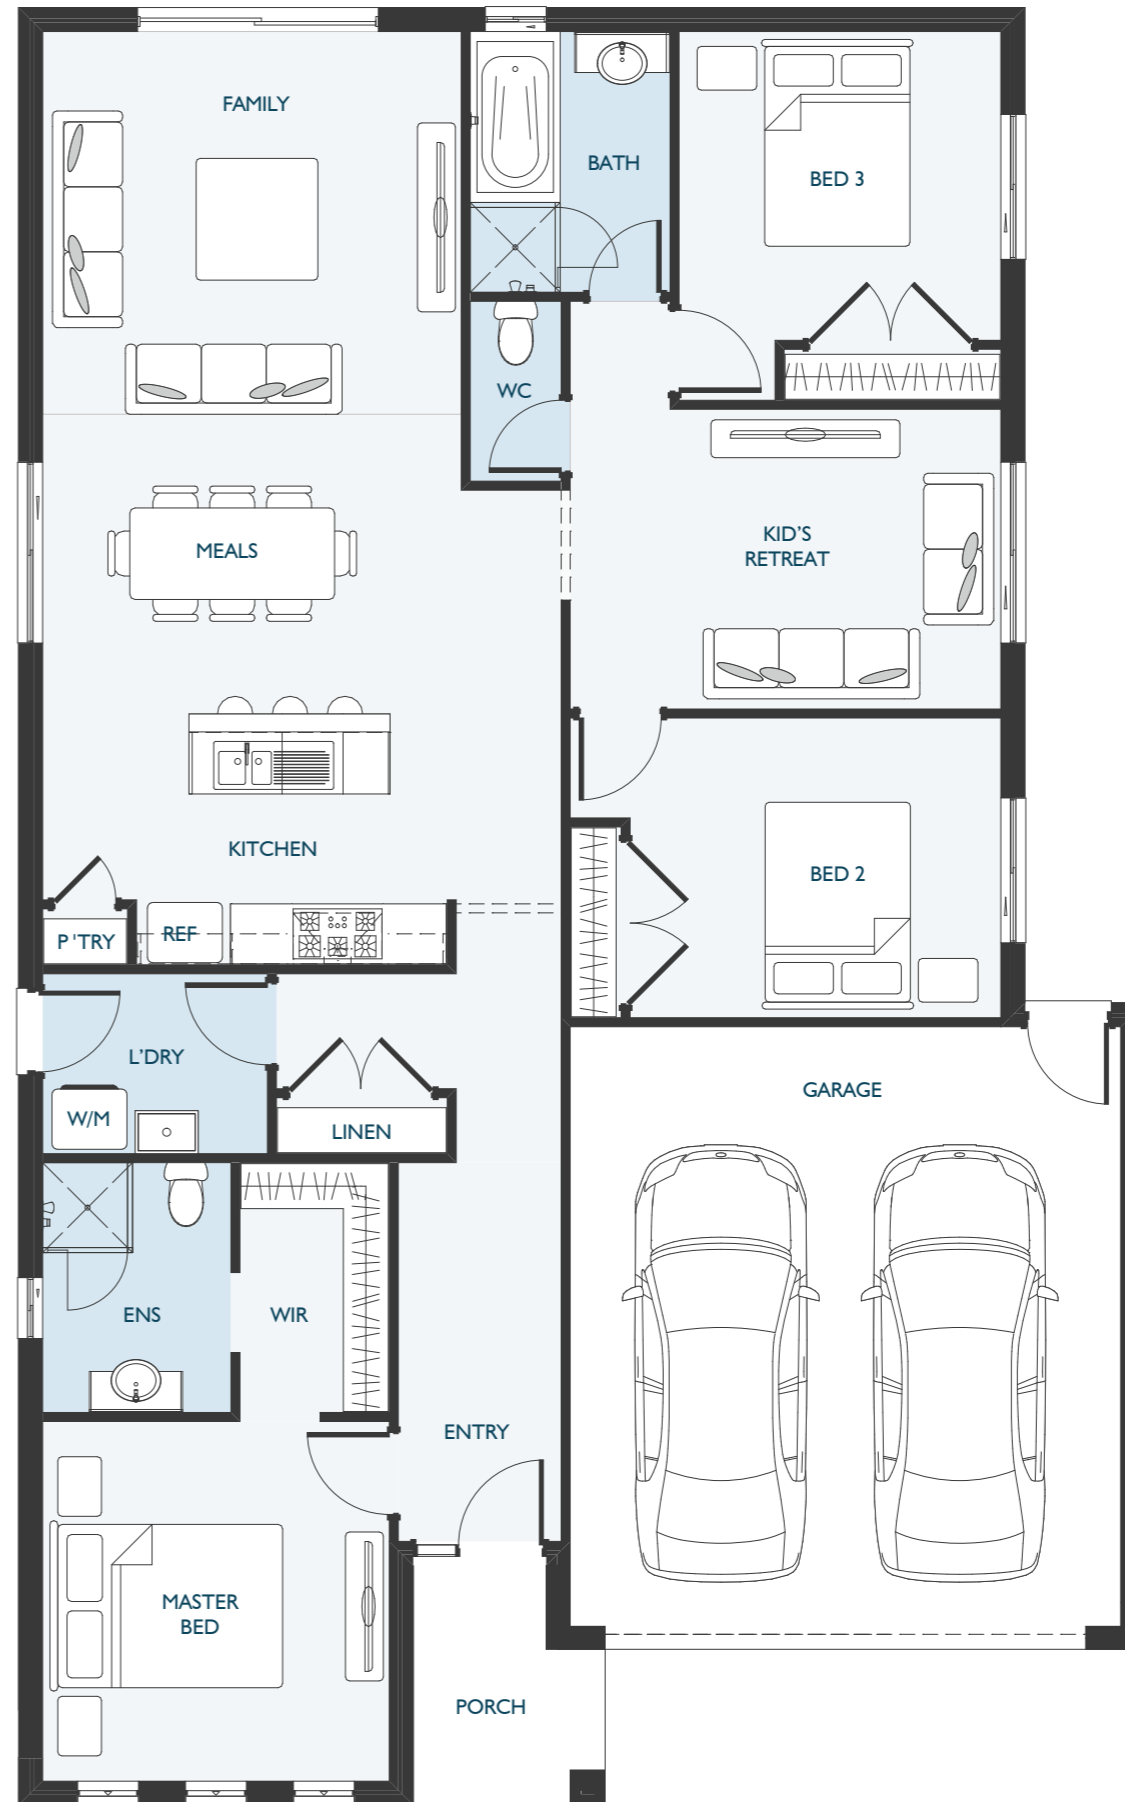 FAMILY
BATH
BED 3
WC
KID'S
RETREAT
MEALS
KITCHEN
BED 2
P'TRY
REF
L'DRY
GARAGE
W/M
LINEN
ENS
WIR
ENTRY
MASTER
BED
PORCH